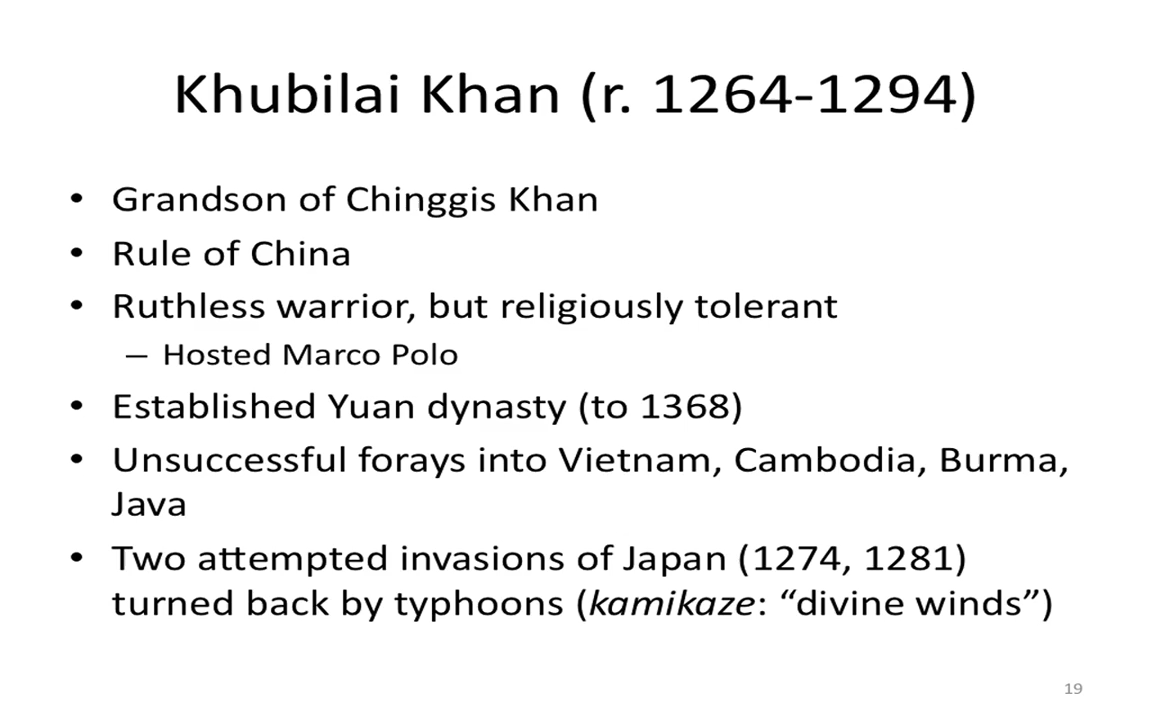 Khubilai Khan (r. 1264-1294)
• Grandson of Chinggis Khan
• Rule of China
• Ruthless warrior, but religiously tolerant
– Hosted Marco Polo
• Established Yuan dynasty (to 1368)
• Unsuccessful forays into Vietnam, Cambodia, Burma,
Java
• Two attempted invasions of Japan (1274, 1281)
turned back by typhoons (kamikaze: “divine winds”)
19